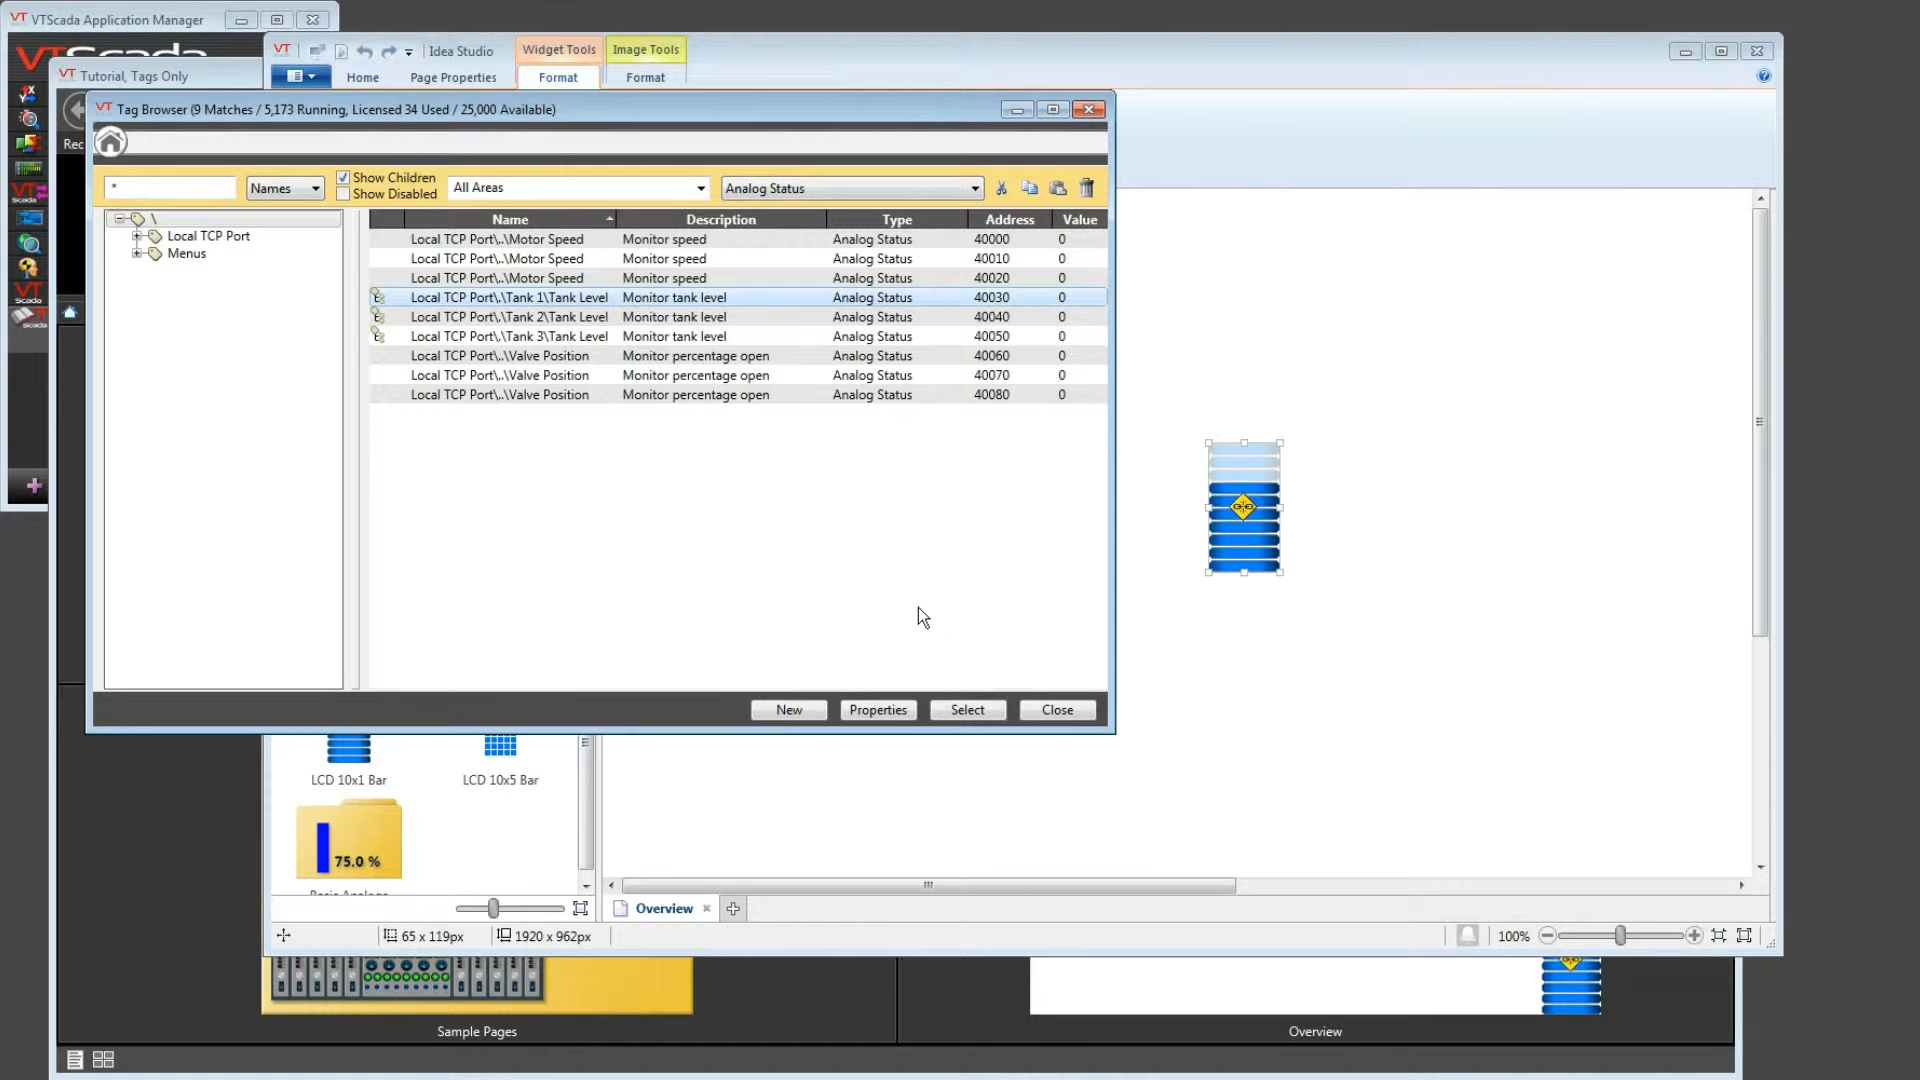 VT VTScada Application Manager
VTScada
VT Idea Studio Widget Tools Image Tools
Home Page Properties Format Format
VT Tutorial, Tags Only
VT Tag Browser (9 Matches / 5,173 Running, Licensed 34 Used / 25,000 Available)
Rec
* Names Show Children All Areas Analog Status
Show Disabled
\
Local TCP Port
Menus
Name Description Type Address Value
Local TCP Port\..\Motor Speed Monitor speed Analog Status 40000 0
Local TCP Port\..\Motor Speed Monitor speed Analog Status 40010 0
Local TCP Port\..\Motor Speed Monitor speed Analog Status 40020 0
Local TCP Port\.\Tank 1\Tank Level Monitor tank level Analog Status 40030 0
Local TCP Port\.\Tank 2\Tank Level Monitor tank level Analog Status 40040 0
Local TCP Port\.\Tank 3\Tank Level Monitor tank level Analog Status 40050 0
Local TCP Port\..\Valve Position Monitor percentage open Analog Status 40060 0
Local TCP Port\..\Valve Position Monitor percentage open Analog Status 40070 0
Local TCP Port\..\Valve Position Monitor percentage open Analog Status 40080 0
New Properties Select Close
LCD 10x1 Bar LCD 10x5 Bar
75.0 %
Overview
65 x 119px 1920 x 962px 100%
Sample Pages Overview